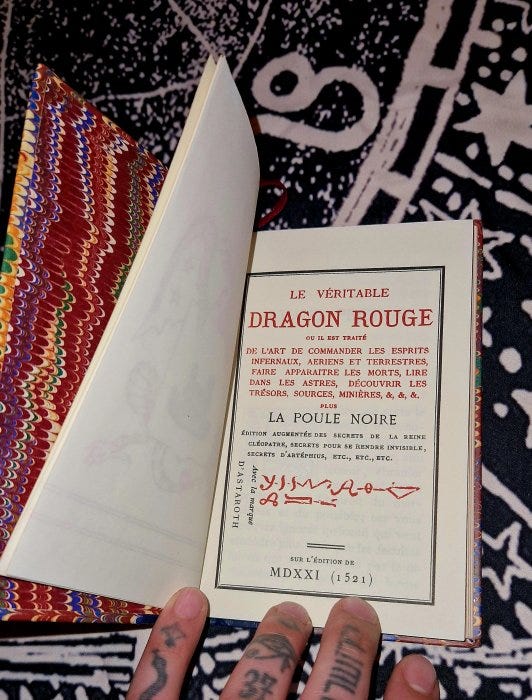 LE VÉRITABLE
DRAGON ROUGE
OU IL EST TRAITÉ
DE L'ART DE COMMANDER LES ESPRITS
INFERNAUX, AERIENS ET TERRESTRES,
FAIRE APPARAITRE LES MORTS, LIRE
DANS LES ASTRES, DÉCOUVRIR LES
TRÉSORS, SOURCES, MINIÈRES, &, &, &.
PLUS
LA POULE NOIRE
ÉDITION AUGMENTÉE DES SECRETS DE LA REINE
CLÉOPATRE, SECRETS POUR SE RENDRE INVISIBLE,
SECRETS D'ARTÉPHIUS, ETC., ETC., ETC.
Avec la marque
D'ASTAROTH
SUR L'ÉDITION DE
MDXXI (1521)